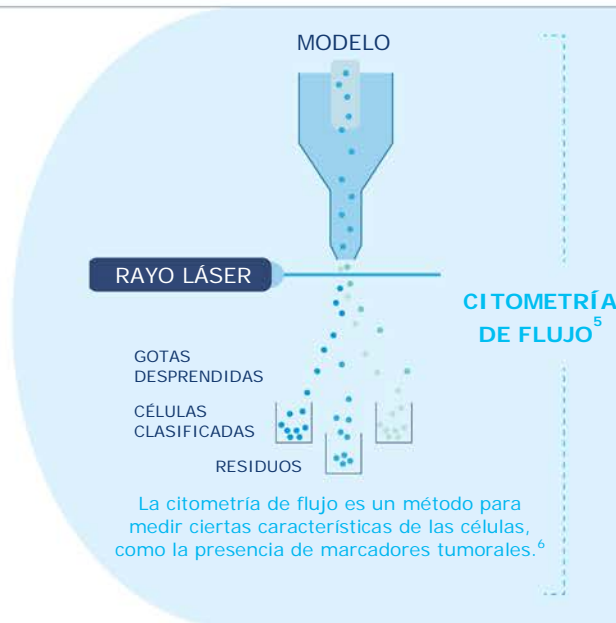 MODELO
RAYO LÁSER
CITOMETRÍA
DE FLUJO⁵
GOTAS
DESPRENDIDAS
CÉLULAS
CLASIFICADAS
RESIDUOS
La citometría de flujo es un método para
medir ciertas características de las células,
como la presencia de marcadores tumorales.⁶